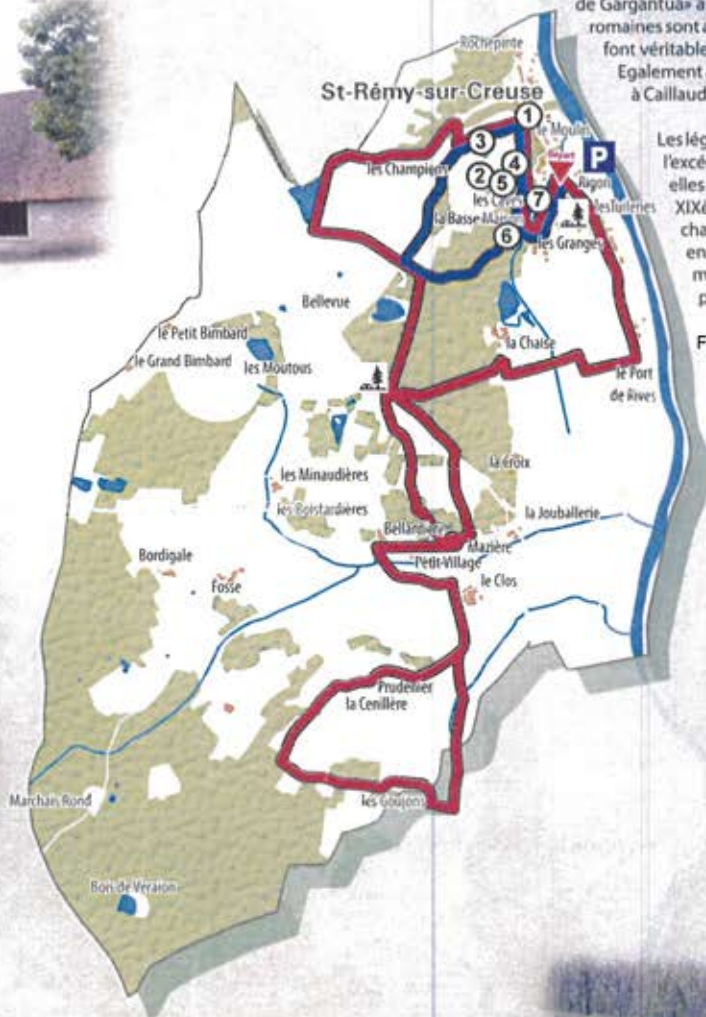 de Gargantua» a
romaines sont a
font véritable
Egalement
à Caillaud
Les lég
l'excé
elles
XIXè
cha
en
m
p
F
Rochepinte
St-Rémy-sur-Creuse
1
le Moulin
3
Départ
P
les Champions
4
2
5
Rigon
les Caves
7
les Tuileries
la Basse-Maison
6
les Granges
Bellevue
le Petit Bimbard
le Grand Bimbard
les Moutous
la Chaise
le Port
de Rives
la Croix
les Minaudières
les Boistardières
la Jouballerie
Bellardière
Mazière
Petit-Village
Bordigale
le Clos
Fosse
Prudellier
la Cenillère
Marchais Rond
les Goujons
Bois de Veraion